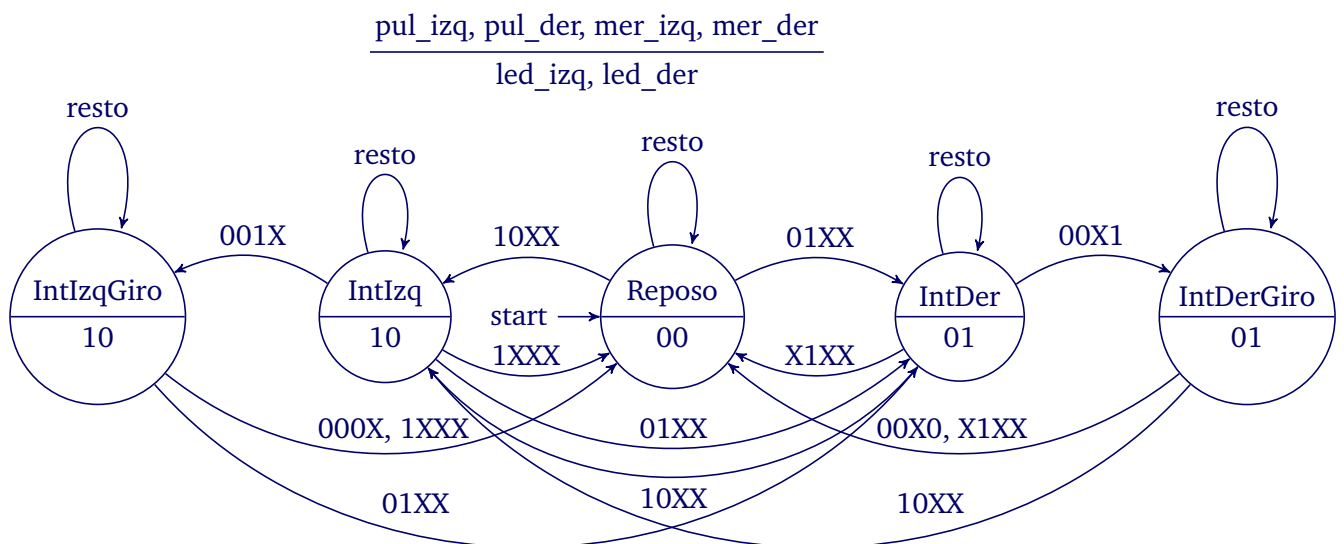 pul_izq, pul_der, mer_izq, mer_der
led_izq, led_der
resto
resto
resto
resto
resto
001X
10XX
01XX
00X1
IntIzqGiro
10
IntIzq
10
start
Reposo
00
IntDer
01
IntDerGiro
01
1XXX
X1XX
000X, 1XXX
01XX
00X0, X1XX
01XX
10XX
10XX